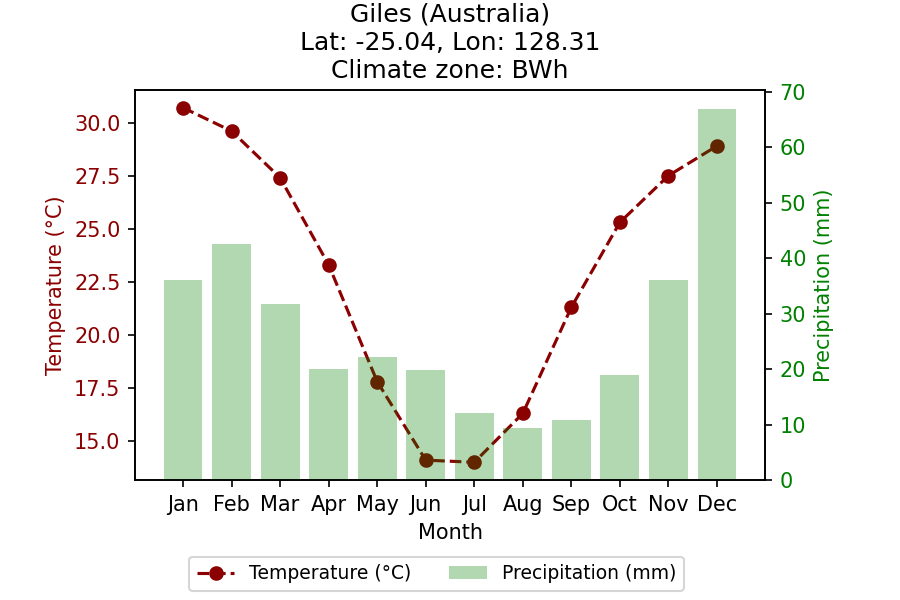 Giles (Australia)
Lat: -25.04, Lon: 128.31
Climate zone: BWh
Temperature (°C)
30.0
27.5
25.0
22.5
20.0
17.5
15.0
70
60
50
40
30
20
10
0
Precipitation (mm)
Jan Feb Mar Apr May Jun Jul Aug Sep Oct Nov Dec
Month
Temperature (°C) Precipitation (mm)